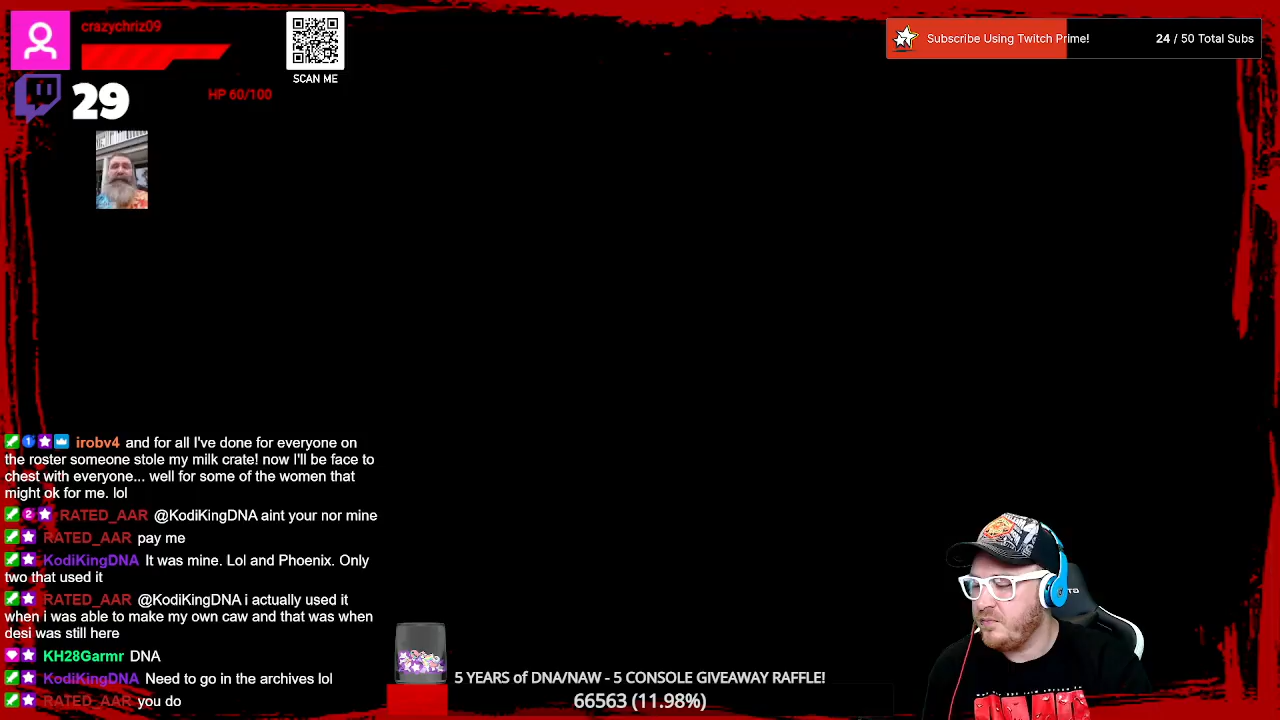 crazychriz09
SCAN ME
29
HP 60/100
Subscribe Using Twitch Prime!
24 / 50 Total Subs
irobv4 and for all I've done for everyone on
the roster someone stole my milk crate! now I'll be face to
chest with everyone... well for some of the women that
might ok for me. lol
RATED_AAR @KodiKingDNA aint your nor mine
RATED_AAR pay me
KodiKingDNA It was mine. Lol and Phoenix. Only
two that used it
RATED_AAR @KodiKingDNA i actually used it
when i was able to make my own caw and that was when
desi was still here
KH28Garmr DNA
KodiKingDNA Need to go in the archives lol
RATED_AAR you do
5 YEARS of DNA/NAW - 5 CONSOLE GIVEAWAY RAFFLE!
66563 (11.98%)